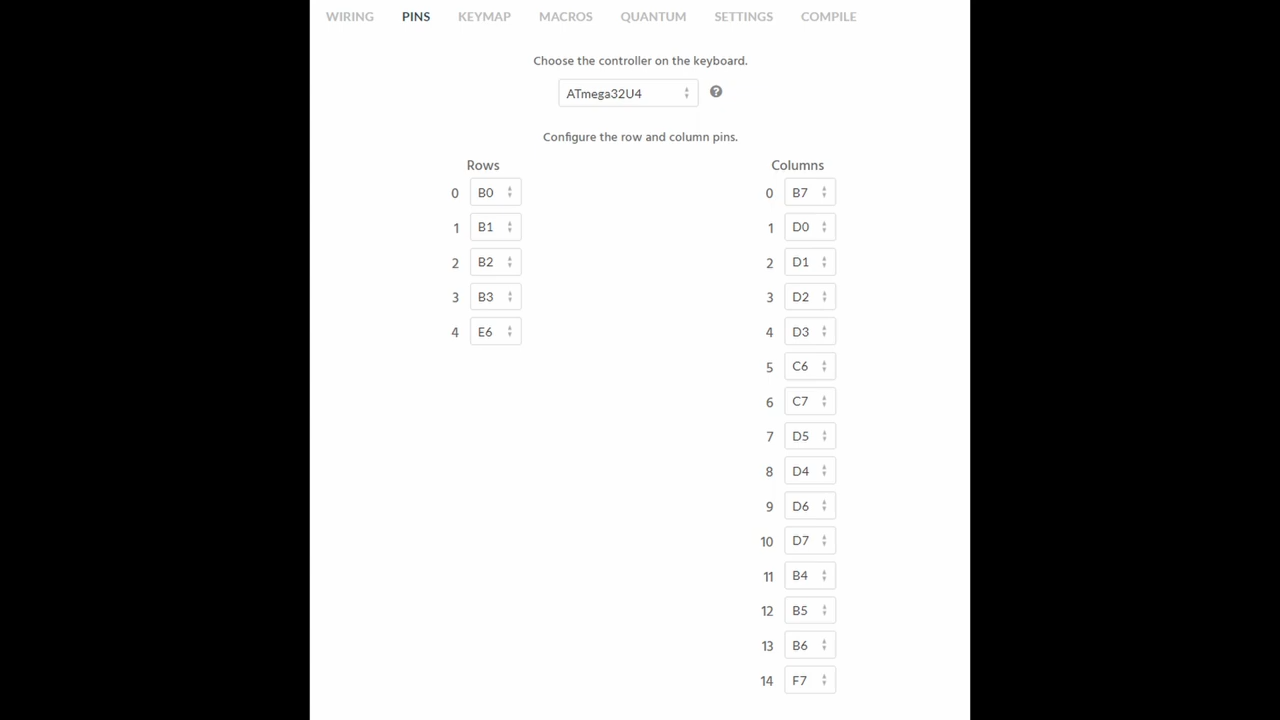 WIRING PINS KEYMAP MACROS QUANTUM SETTINGS COMPILE
Choose the controller on the keyboard.
ATmega32U4 ?
Configure the row and column pins.
Rows Columns
0 B0 0 B7
1 B1 1 D0
2 B2 2 D1
3 B3 3 D2
4 E6 4 D3
5 C6
6 C7
7 D5
8 D4
9 D6
10 D7
11 B4
12 B5
13 B6
14 F7